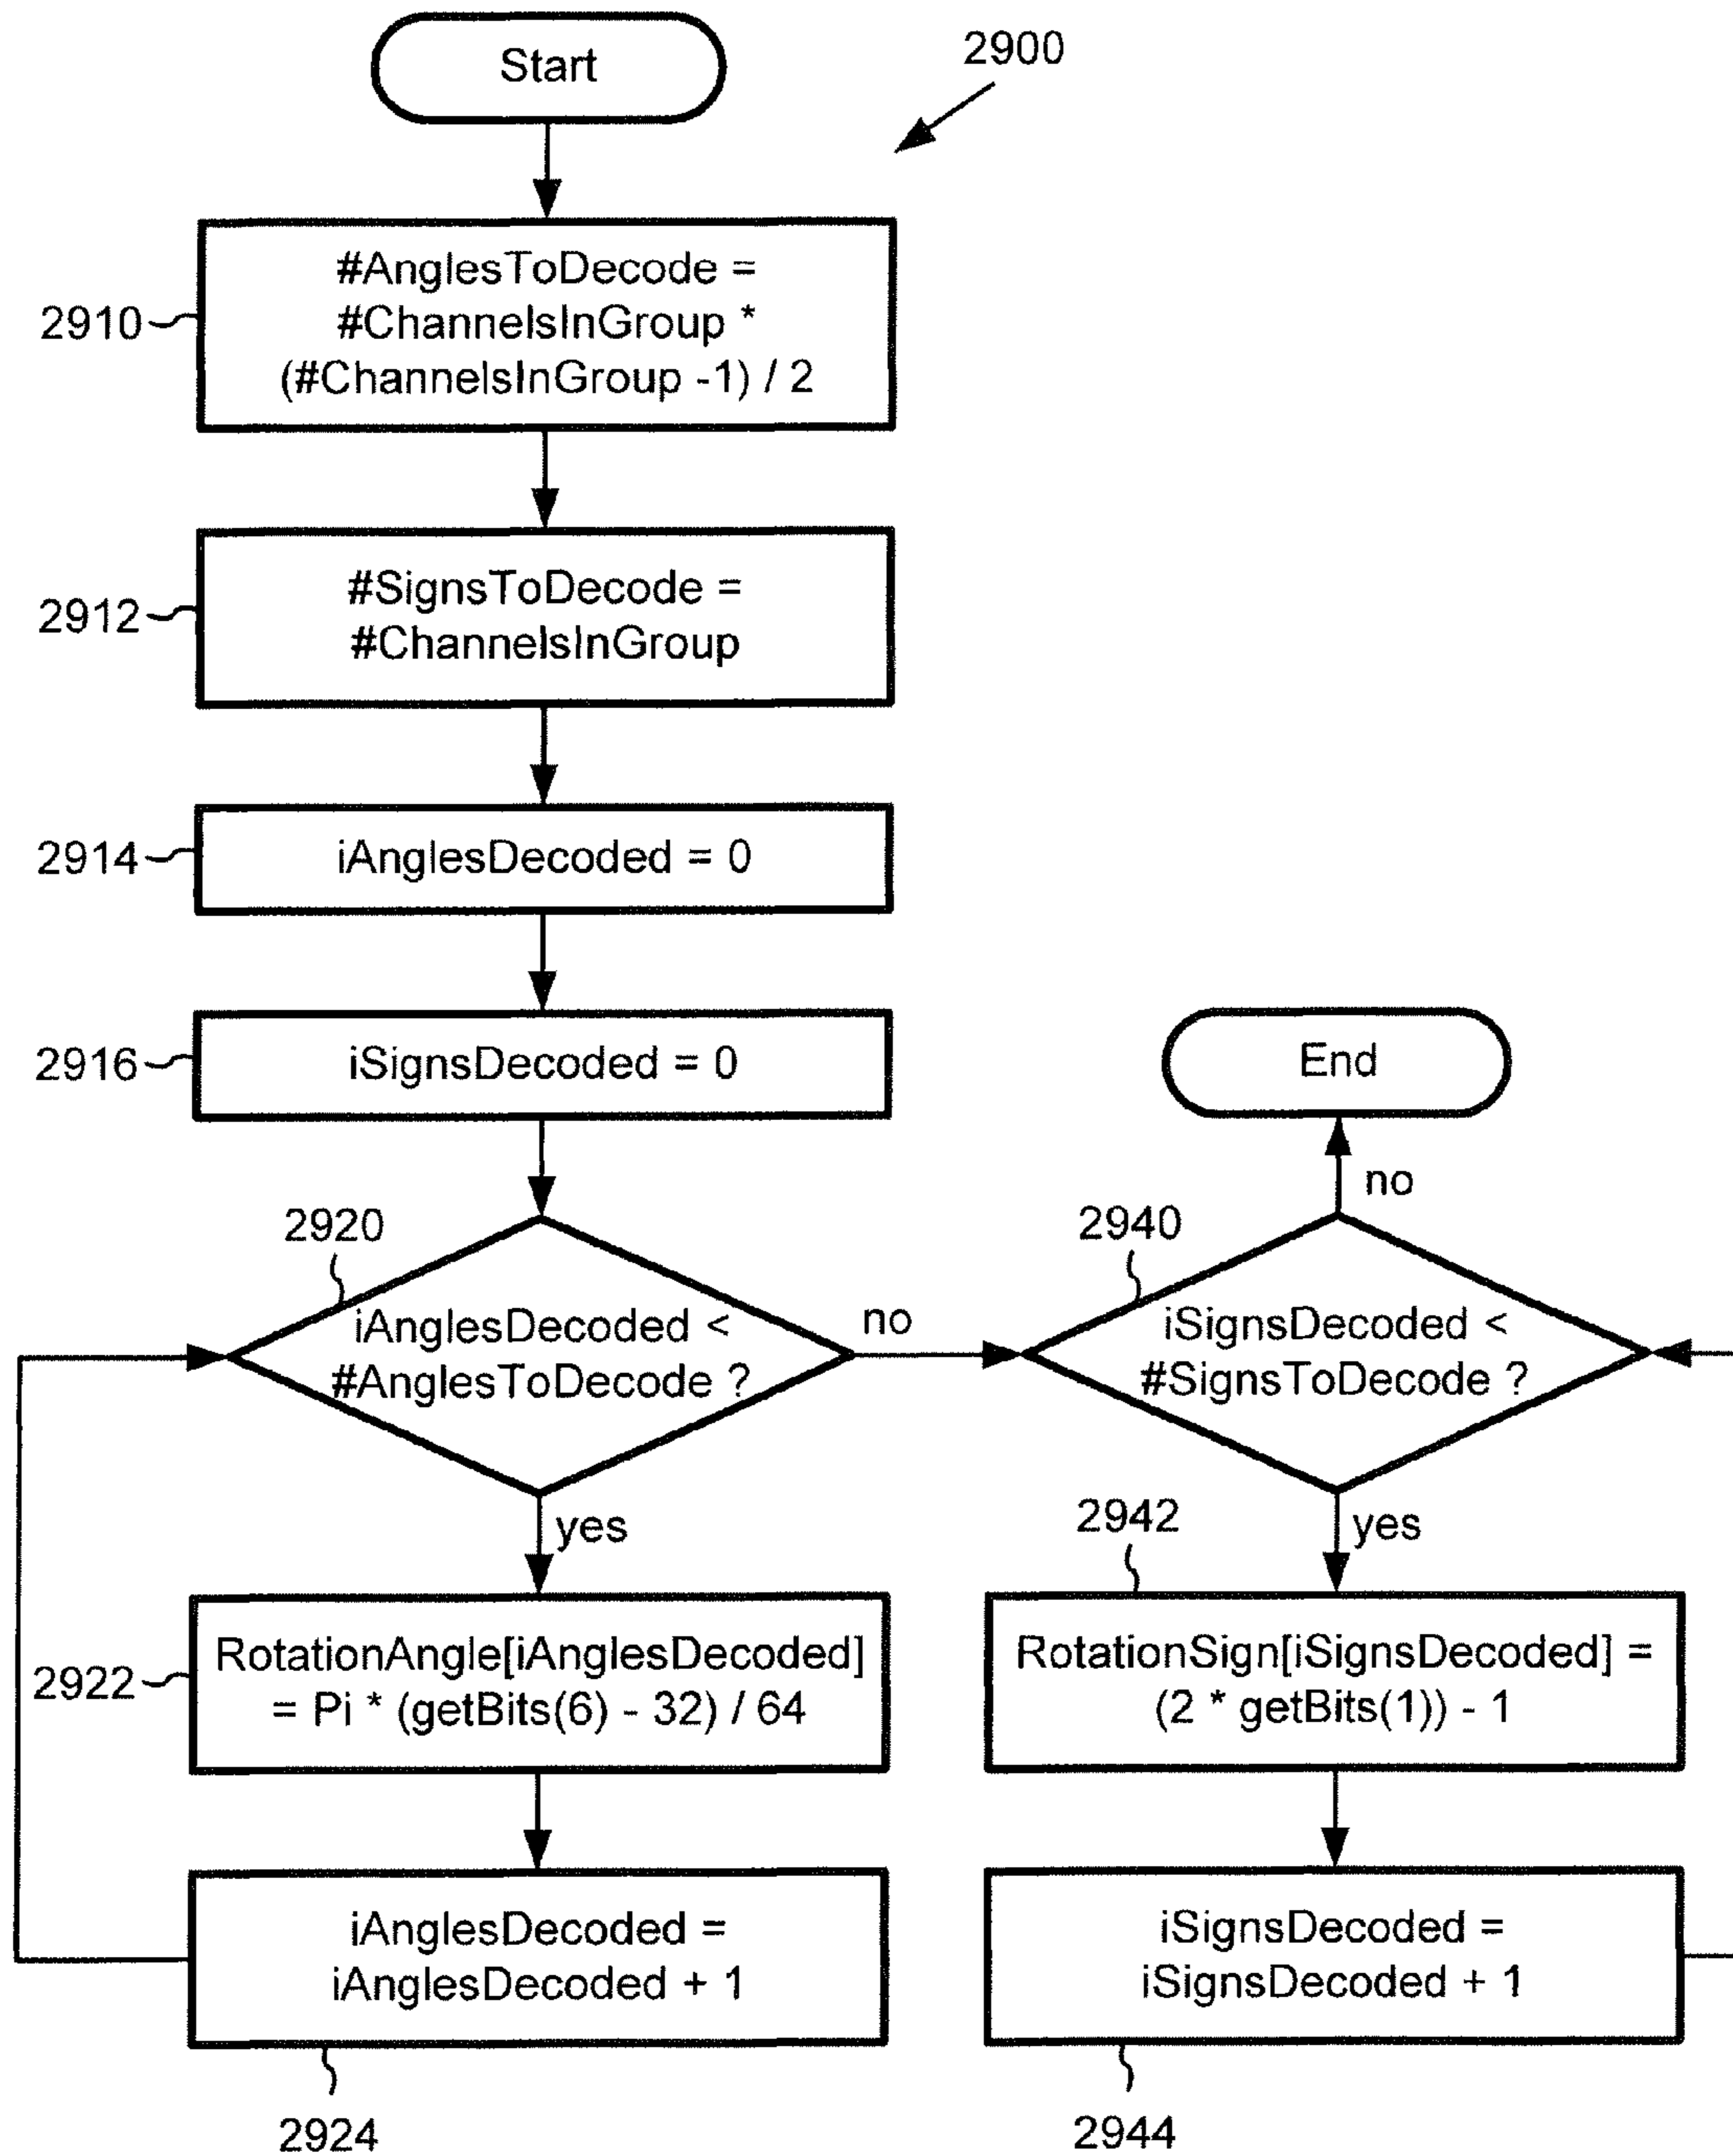 Start
2900
#AnglesToDecode =
#ChannelsInGroup *
(#ChannelsInGroup -1) / 2
2910
#SignsToDecode =
#ChannelsInGroup
2912
iAnglesDecoded = 0
2914
iSignsDecoded = 0
2916
End
no
2920
iAnglesDecoded <
#AnglesToDecode ?
no
2940
iSignsDecoded <
#SignsToDecode ?
yes
2942
yes
RotationAngle[iAnglesDecoded]
= Pi * (getBits(6) - 32) / 64
2922
RotationSign[iSignsDecoded] =
(2 * getBits(1)) - 1
iAnglesDecoded =
iAnglesDecoded + 1
iSignsDecoded =
iSignsDecoded + 1
2924
2944